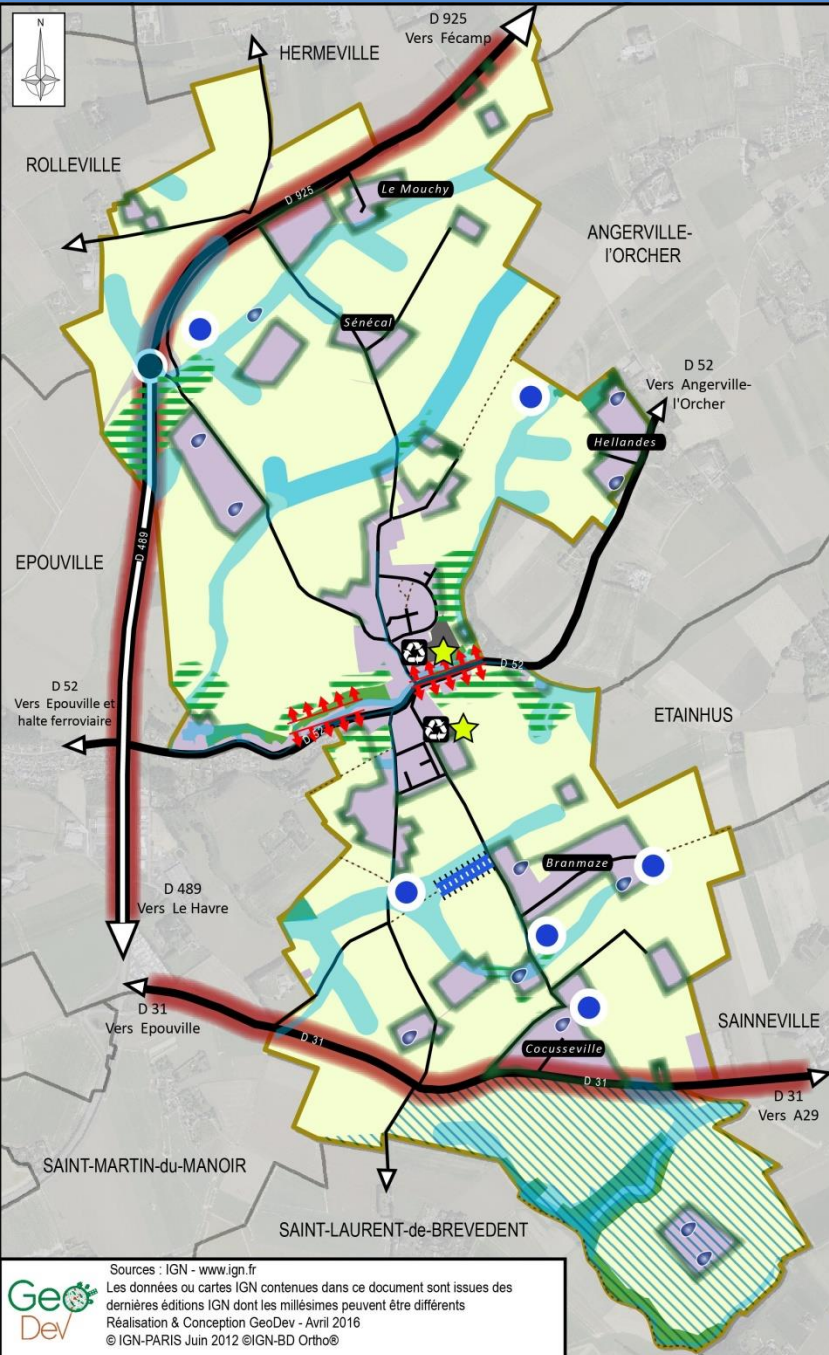 N
D 925
Vers Fécamp
HERMEVILLE
ROLLEVILLE
D 925
Le Mouchy
ANGERVILLE-
l'ORCHER
Sénécal
D 52
Vers Angerville-
l'Orcher
Hellandes
EPOUVILLE
D 489
D 52
D 52
Vers Epouville et
halte ferroviaire
D 52
ETAINHUS
Branmaze
D 489
Vers Le Havre
D 31
Vers Epouville
D 31
SAINNEVILLE
Cocusseville
D 31
D 31
Vers A29
SAINT-MARTIN-du-MANOIR
SAINT-LAURENT-de-BREVEDENT
Geo
Dev
Sources : IGN - www.ign.fr
Les données ou cartes IGN contenues dans ce document sont issues des
dernières éditions IGN dont les millésimes peuvent être différents
Réalisation & Conception GeoDev - Avril 2016
© IGN-PARIS Juin 2012 ©IGN-BD Ortho®